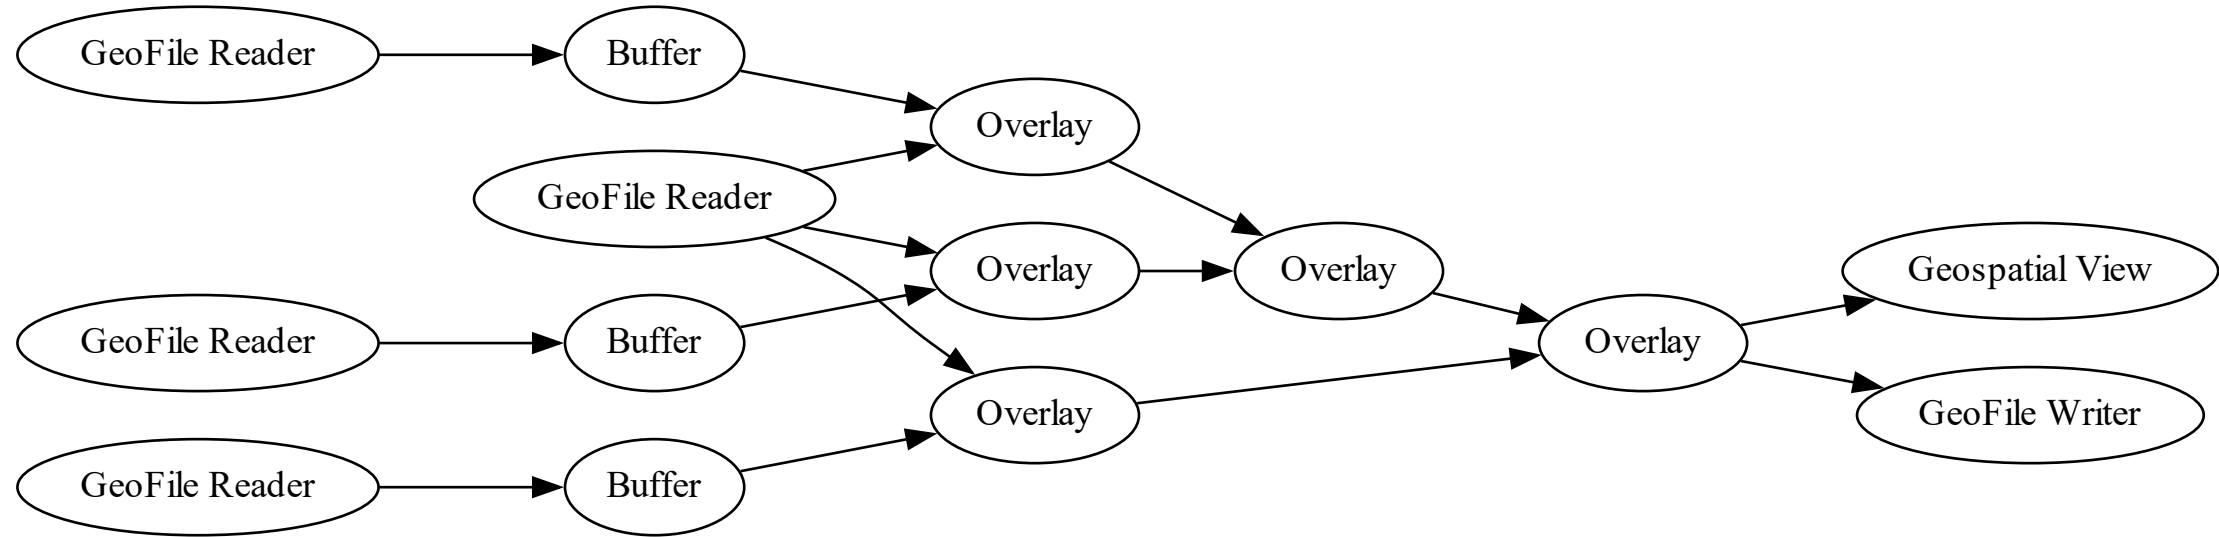 GeoFile Reader
Buffer
Overlay
GeoFile Reader
Overlay
Overlay
Geospatial View
GeoFile Reader
Buffer
Overlay
Overlay
GeoFile Writer
GeoFile Reader
Buffer